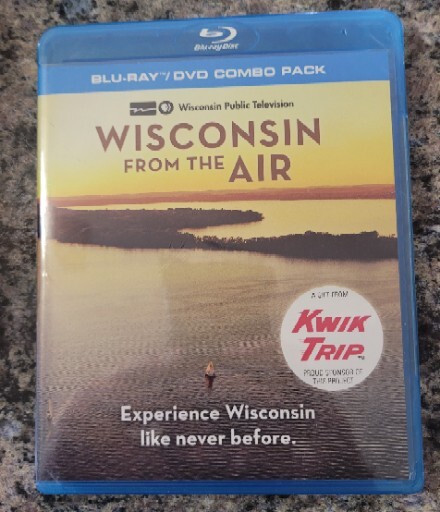 Blu-ray Disc
BLU-RAY™/ DVD COMBO PACK
Wisconsin Public Television
WISCONSIN
FROM THE AIR
A GIFT FROM
KWIK
TRIP
PROUD SPONSOR OF
THIS PROJECT
Experience Wisconsin
like never before.